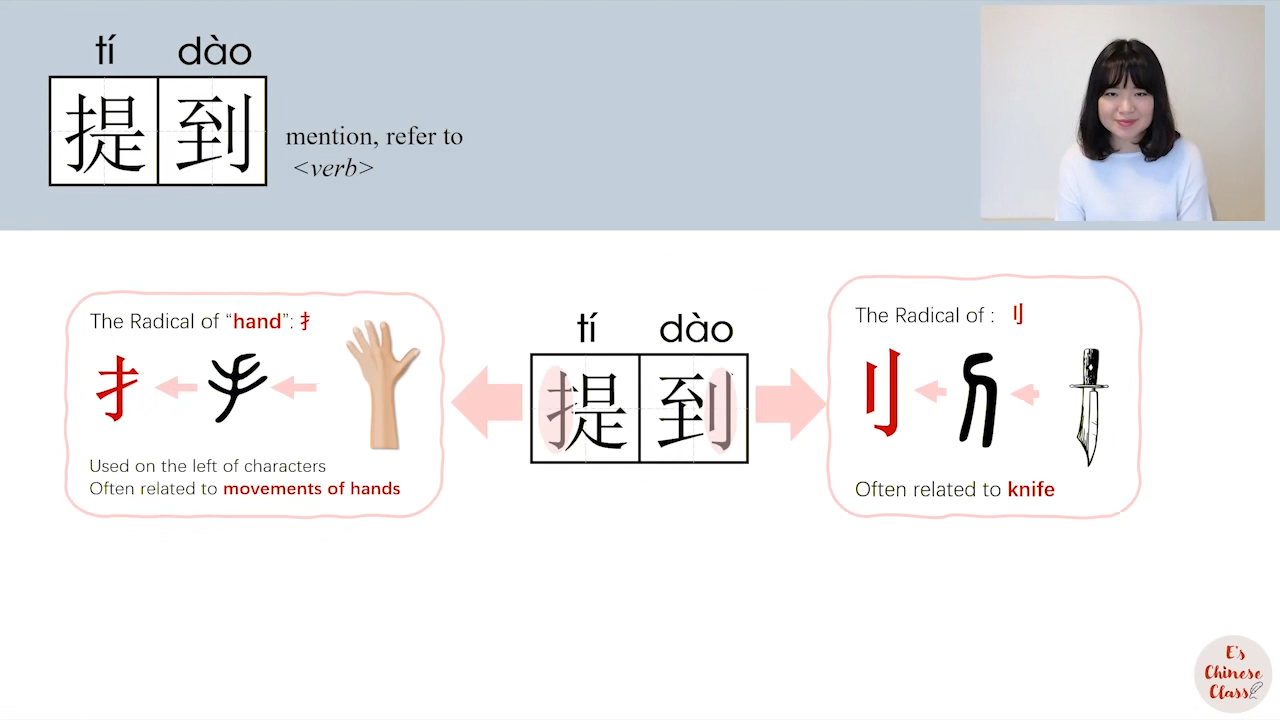 tí dào
提到
mention, refer to
<verb>
The Radical of “hand”: 扌
扌
Used on the left of characters
Often related to movements of hands
tí dào
提到
The Radical of : 刂
刂
Often related to knife
E's
Chinese
Class